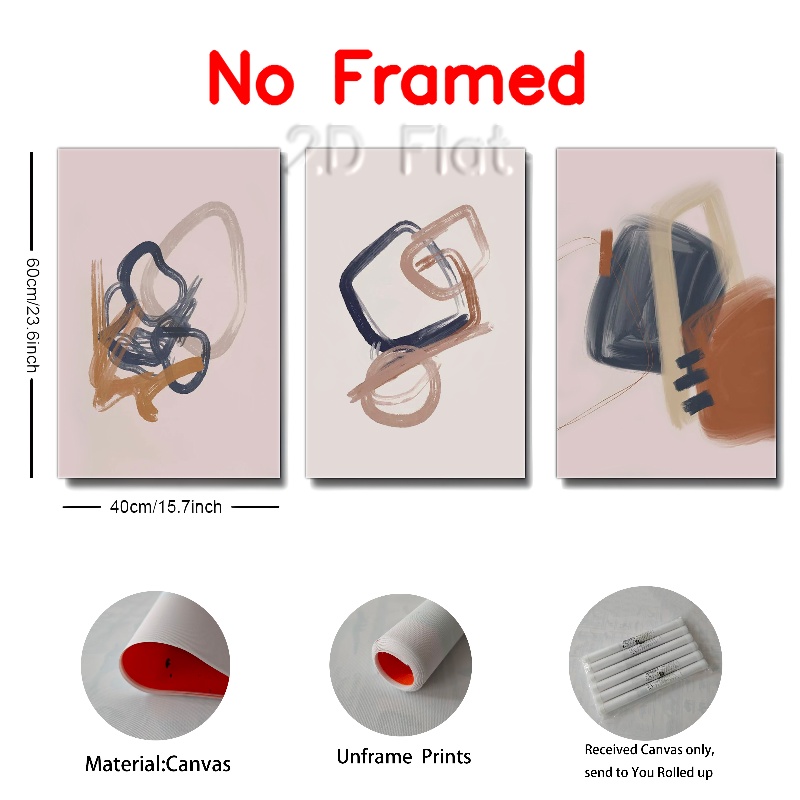 No Framed
2D Flat
60cm/23.6inch
40cm/15.7inch
Material:Canvas
Unframe Prints
Received Canvas only,
send to You Rolled up